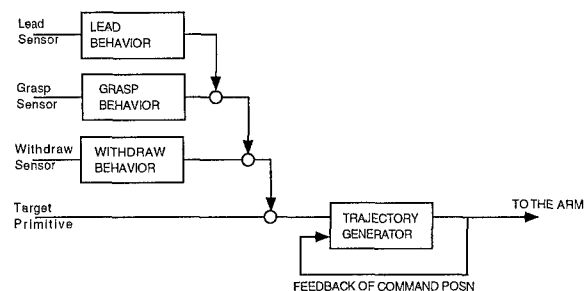 Lead
Sensor
LEAD
BEHAVIOR
Grasp
Sensor
GRASP
BEHAVIOR
Withdraw
Sensor
WITHDRAW
BEHAVIOR
Target
Primitive
TRAJECTORY
GENERATOR
TO THE ARM
FEEDBACK OF COMMAND POSN